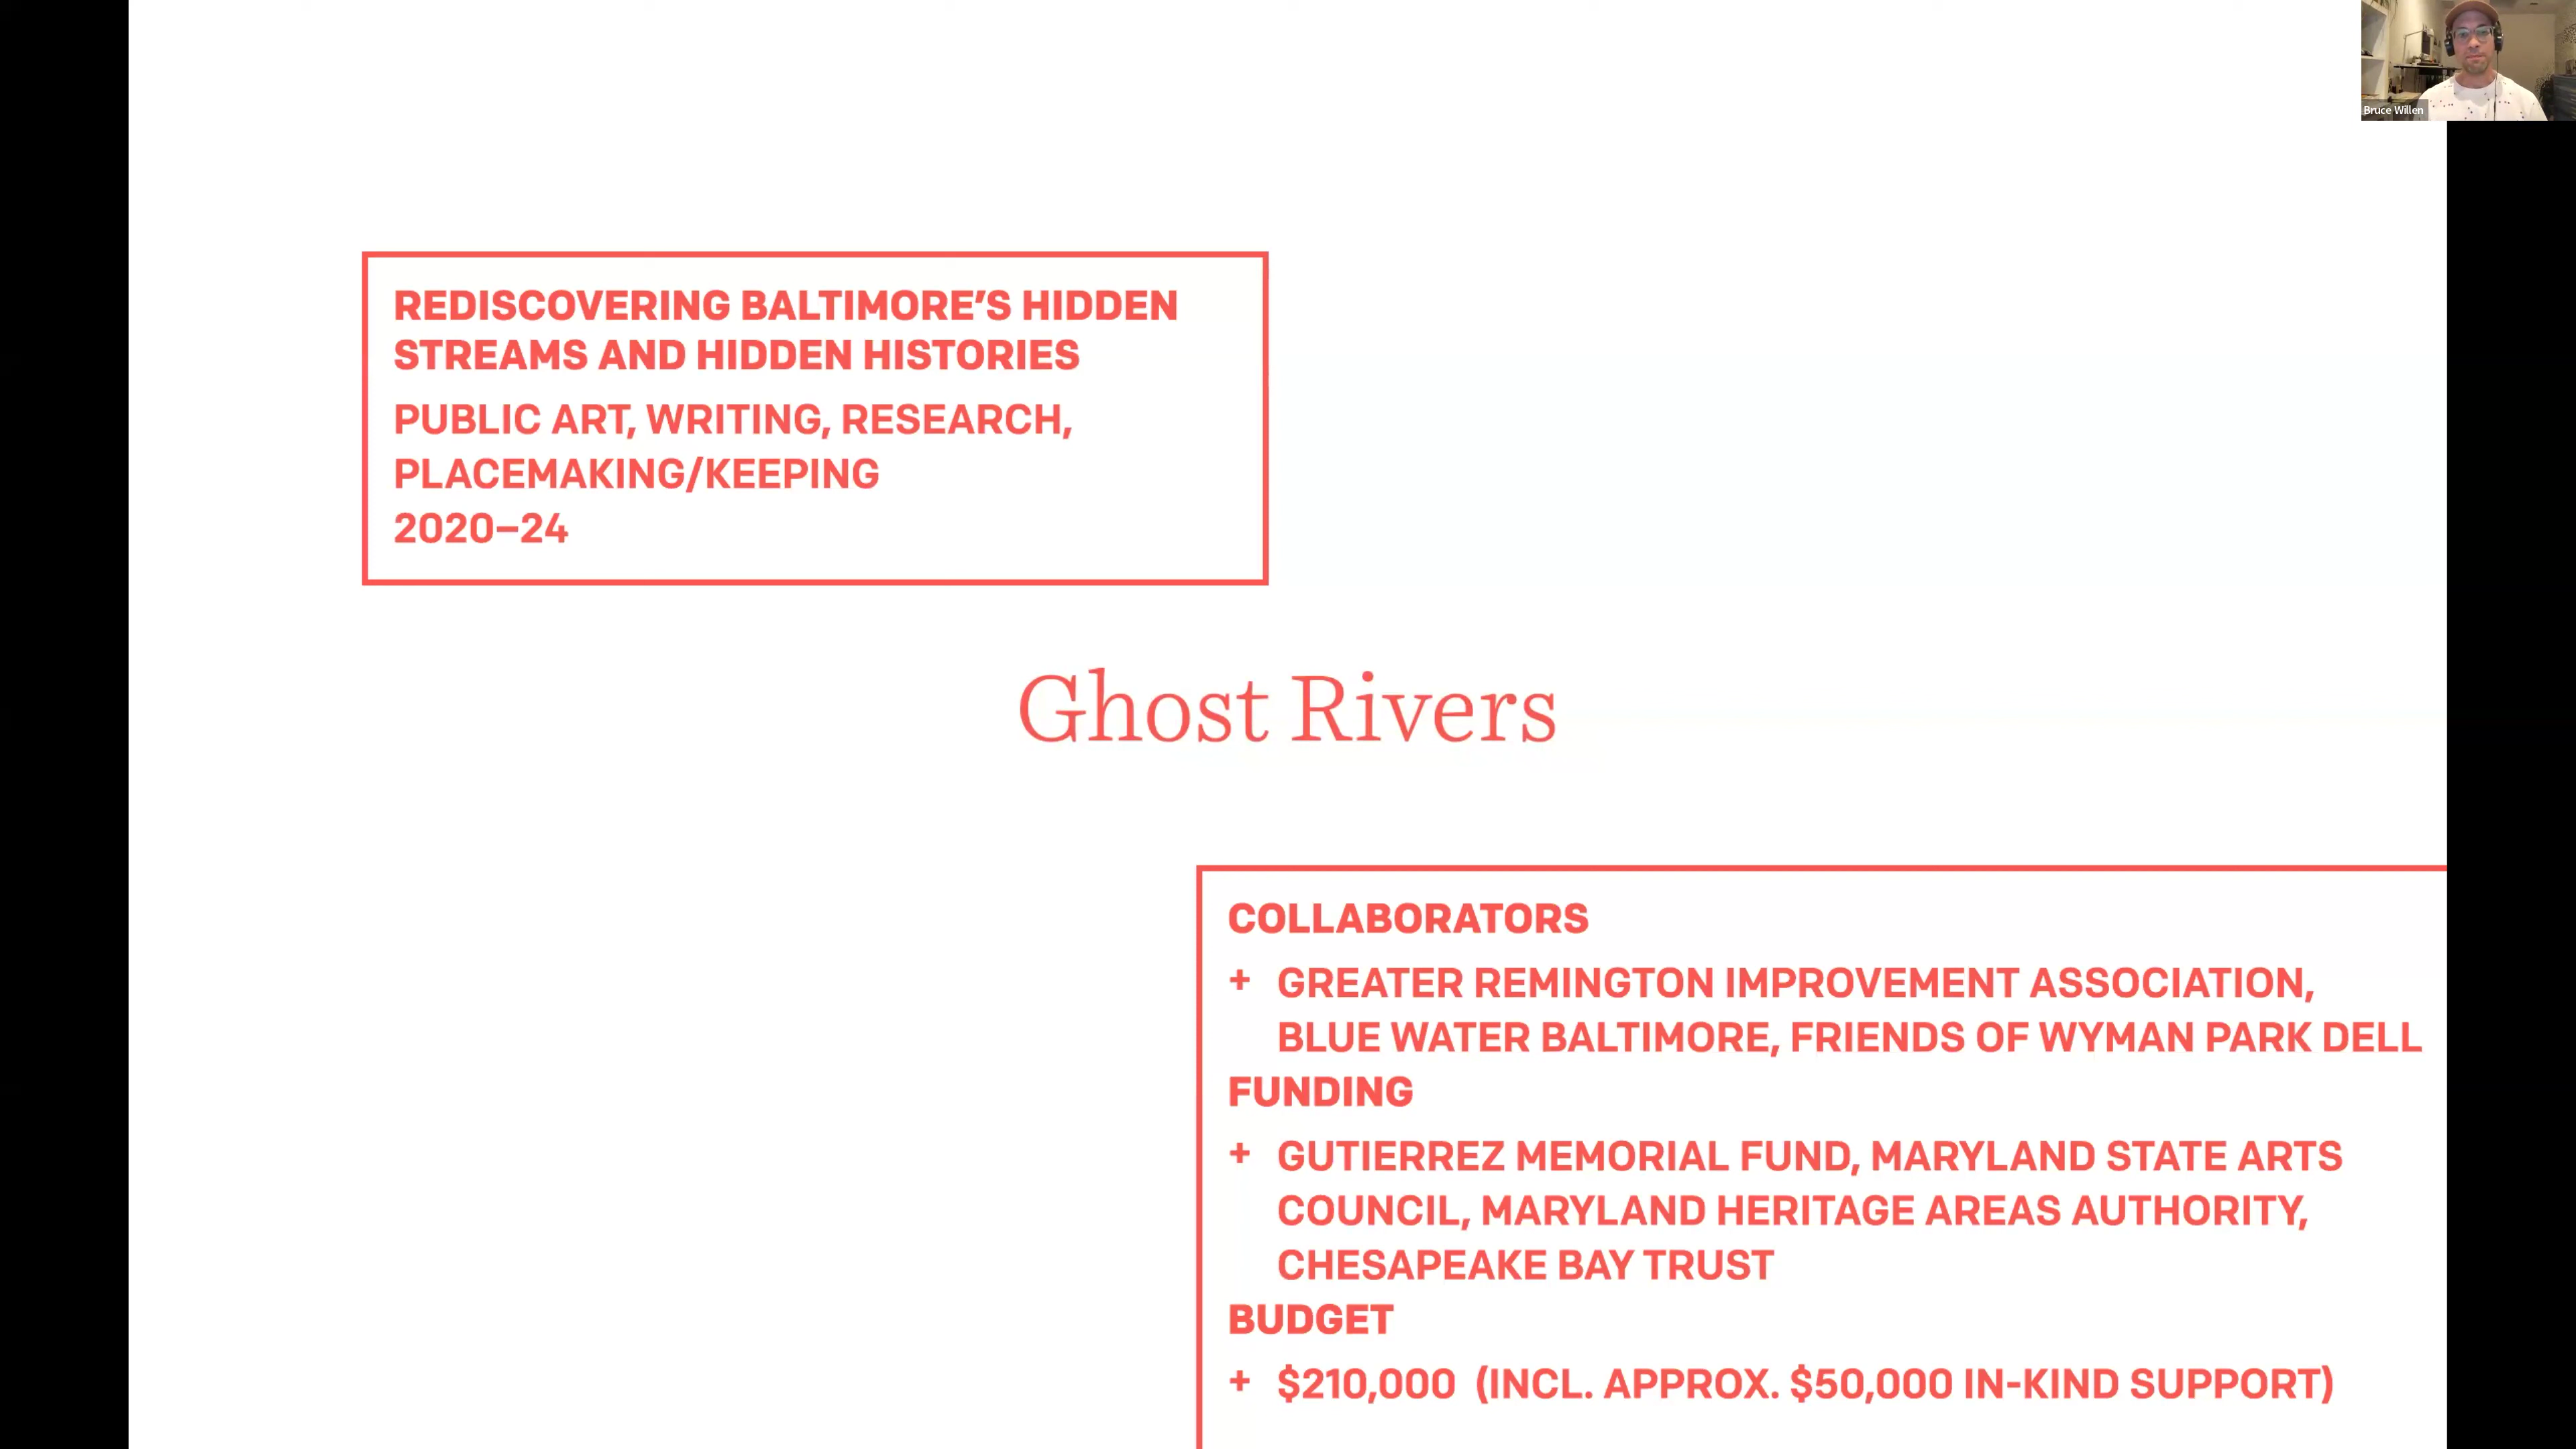 Bruce Willen
REDISCOVERING BALTIMORE’S HIDDEN
STREAMS AND HIDDEN HISTORIES
PUBLIC ART, WRITING, RESEARCH,
PLACEMAKING/KEEPING
2020–24
Ghost Rivers
COLLABORATORS
+ GREATER REMINGTON IMPROVEMENT ASSOCIATION,
BLUE WATER BALTIMORE, FRIENDS OF WYMAN PARK DELL
FUNDING
+ GUTIERREZ MEMORIAL FUND, MARYLAND STATE ARTS
COUNCIL, MARYLAND HERITAGE AREAS AUTHORITY,
CHESAPEAKE BAY TRUST
BUDGET
+ $210,000 (INCL. APPROX. $50,000 IN-KIND SUPPORT)